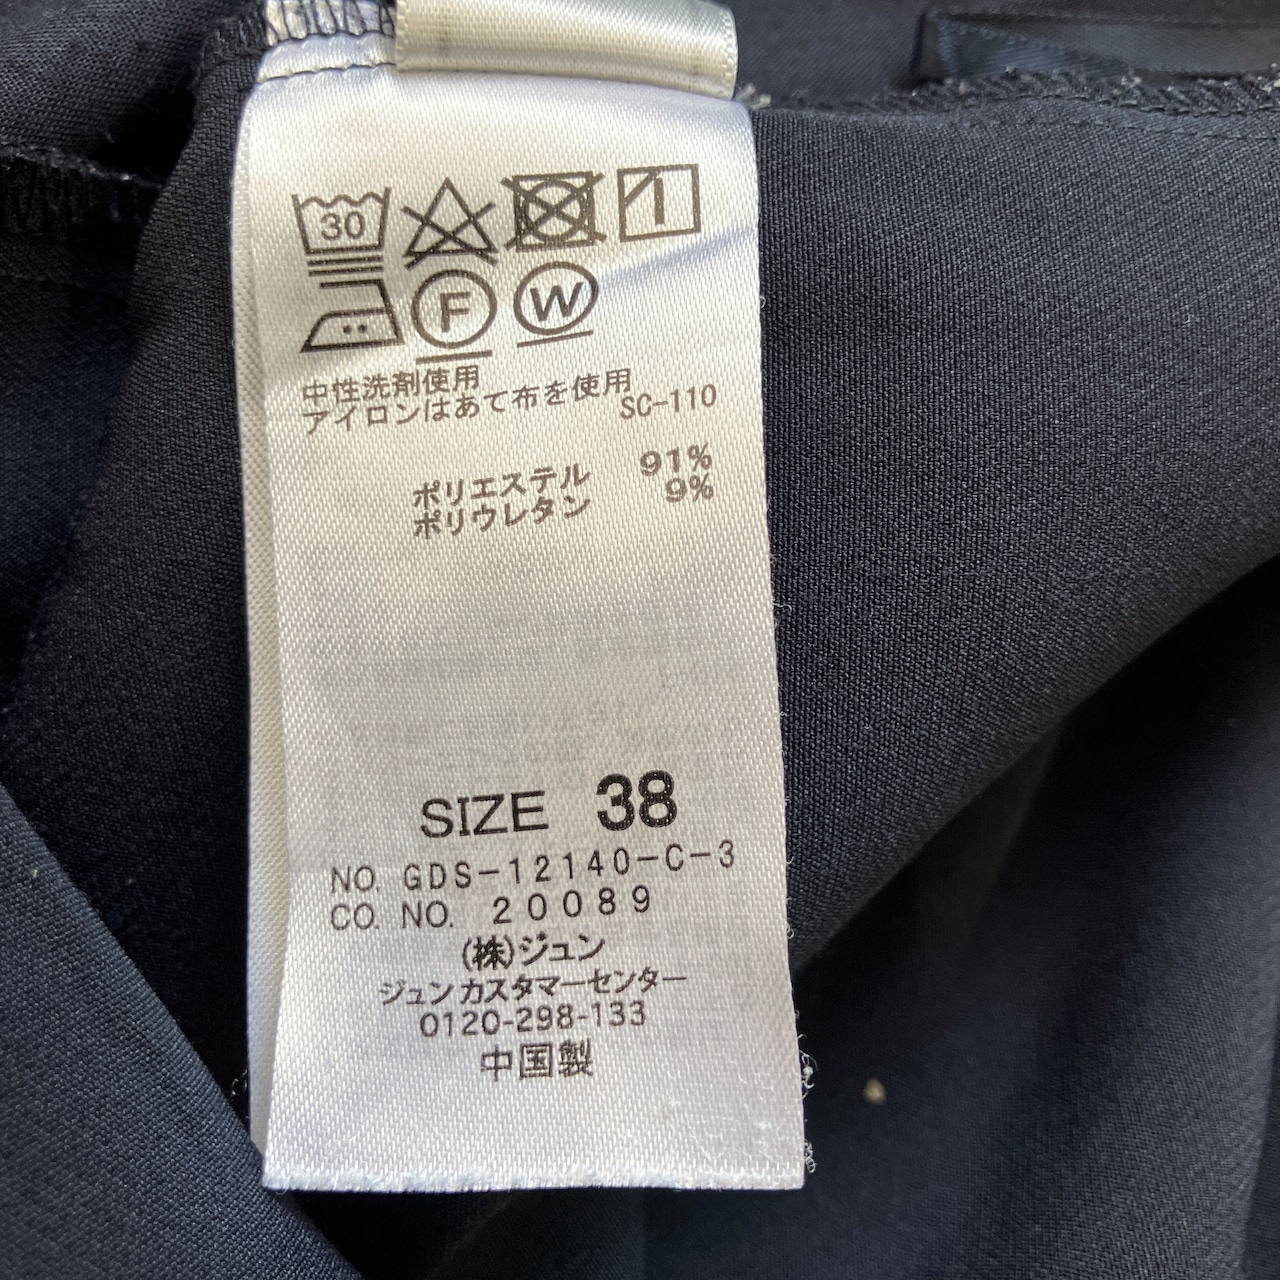 30
F W
中性洗剤使用
アイロンはあて布を使用
SC-110
ポリエステル 91%
ポリウレタン 9%
SIZE 38
NO. GDS-12140-C-3
CO. NO. 20089
(株)ジュン
ジュンカスタマーセンター
0120-298-133
中国製